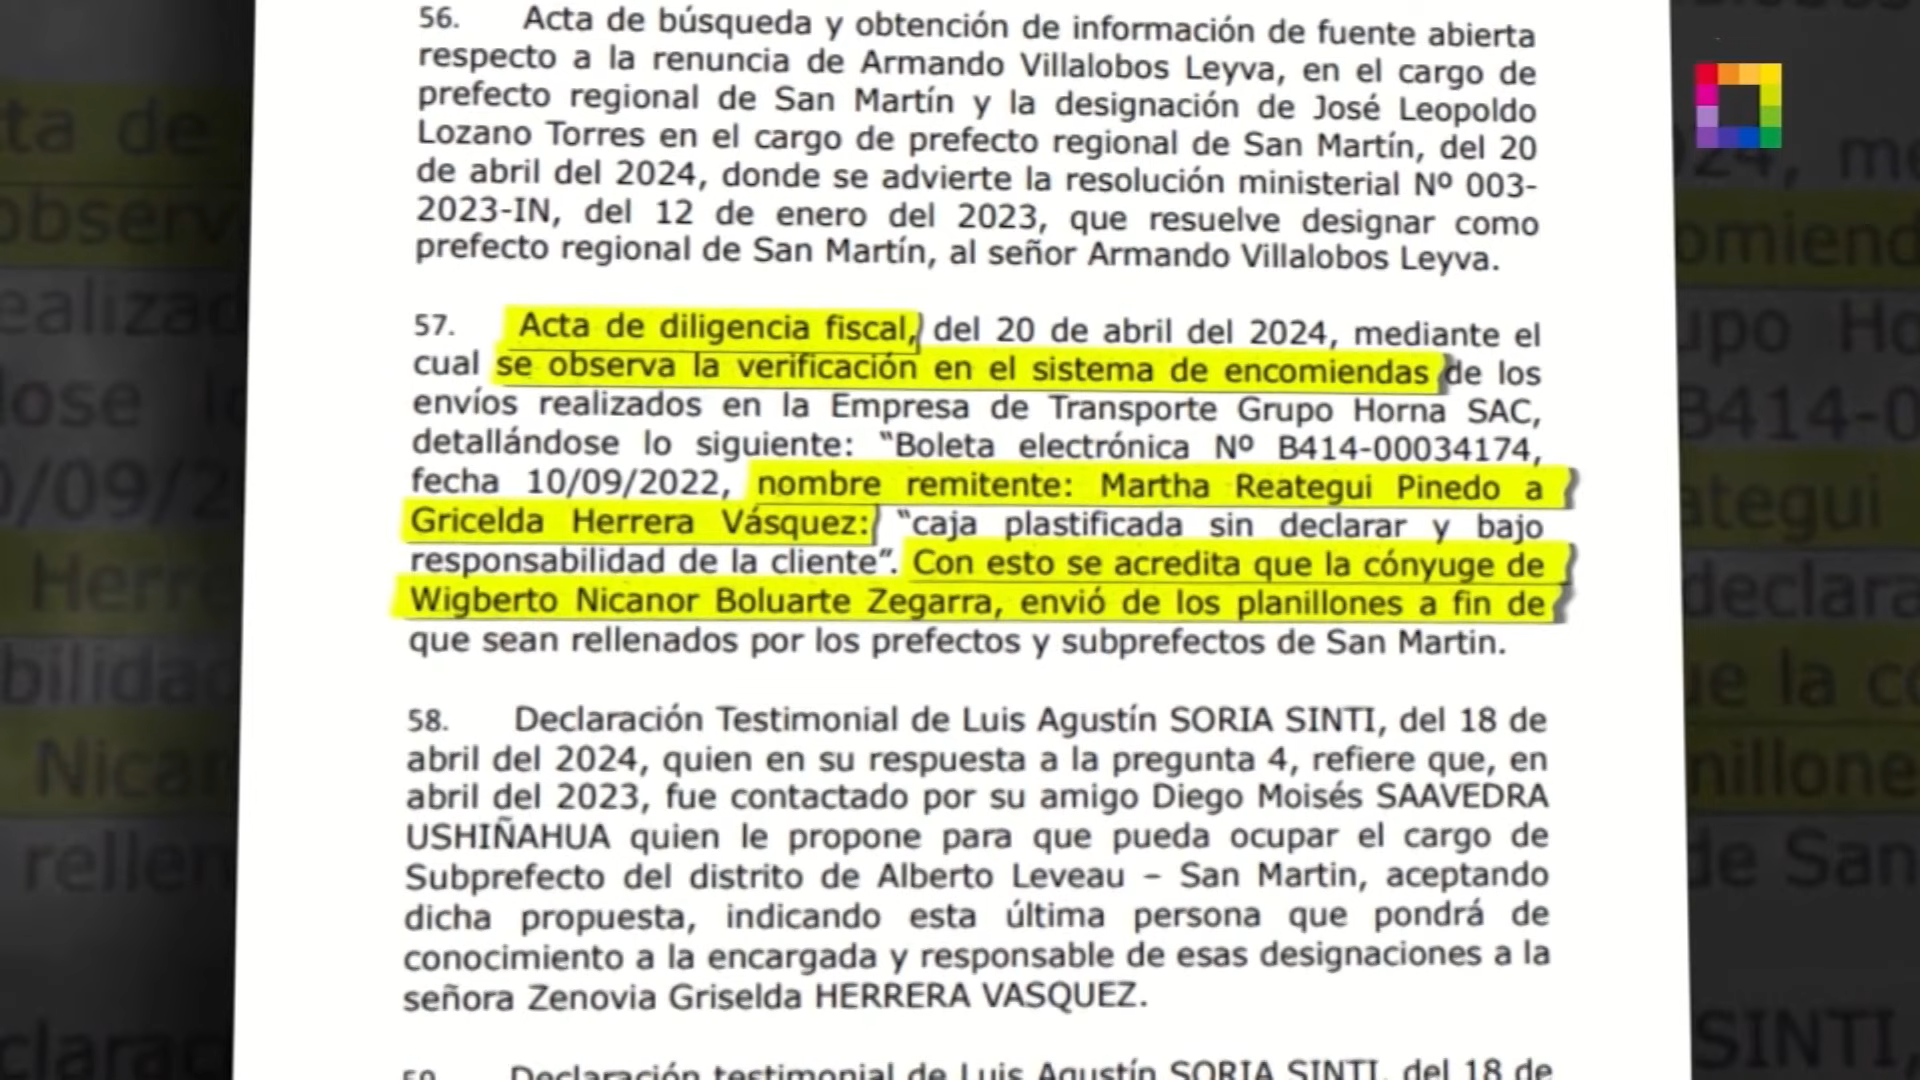 56. Acta de búsqueda y obtención de información de fuente abierta
respecto a la renuncia de Armando Villalobos Leyva, en el cargo de
prefecto regional de San Martín y la designación de José Leopoldo
Lozano Torres en el cargo de prefecto regional de San Martín, del 20
de abril del 2024, donde se advierte la resolución ministerial Nº 003-
2023-IN, del 12 de enero del 2023, que resuelve designar como
prefecto regional de San Martín, al señor Armando Villalobos Leyva.
57. Acta de diligencia fiscal, del 20 de abril del 2024, mediante el
cual se observa la verificación en el sistema de encomiendas de los
envíos realizados en la Empresa de Transporte Grupo Horna SAC,
detallándose lo siguiente: "Boleta electrónica Nº B414-00034174,
fecha 10/09/2022, nombre remitente: Martha Reategui Pinedo a
Gricelda Herrera Vásquez: "caja plastificada sin declarar y bajo
responsabilidad de la cliente". Con esto se acredita que la cónyuge de
Wigberto Nicanor Boluarte Zegarra, envió de los planillones a fin de
que sean rellenados por los prefectos y subprefectos de San Martin.
58. Declaración Testimonial de Luis Agustín SORIA SINTI, del 18 de
abril del 2024, quien en su respuesta a la pregunta 4, refiere que, en
abril del 2023, fue contactado por su amigo Diego Moisés SAAVEDRA
USHIÑAHUA quien le propone para que pueda ocupar el cargo de
Subprefecto del distrito de Alberto Leveau – San Martin, aceptando
dicha propuesta, indicando esta última persona que pondrá de
conocimiento a la encargada y responsable de esas designaciones a la
señora Zenovia Griselda HERRERA VASQUEZ.
59. Declaración testimonial de Luis Agustín SORIA SINTI, del 18 de